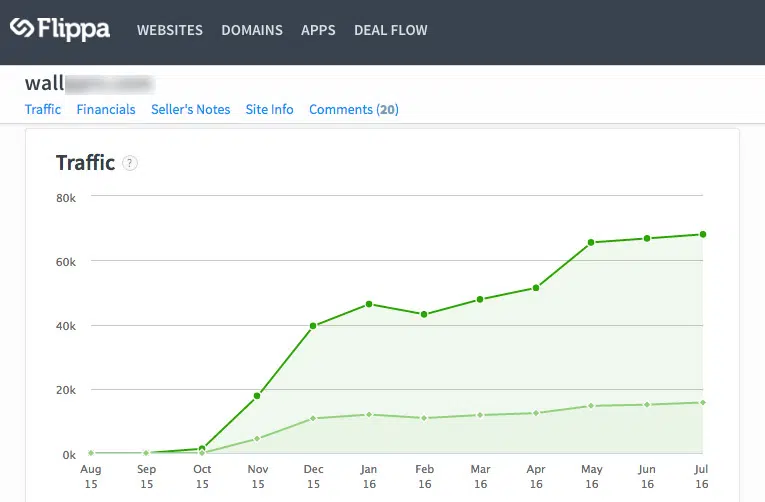 Flippa WEBSITES DOMAINS APPS DEAL FLOW
wall
Traffic Financials Seller's Notes Site Info Comments (20)
Traffic ?
80k
60k
40k
20k
0k
Aug Sep Oct Nov Dec Jan Feb Mar Apr May Jun Jul
15 15 15 15 15 16 16 16 16 16 16 16